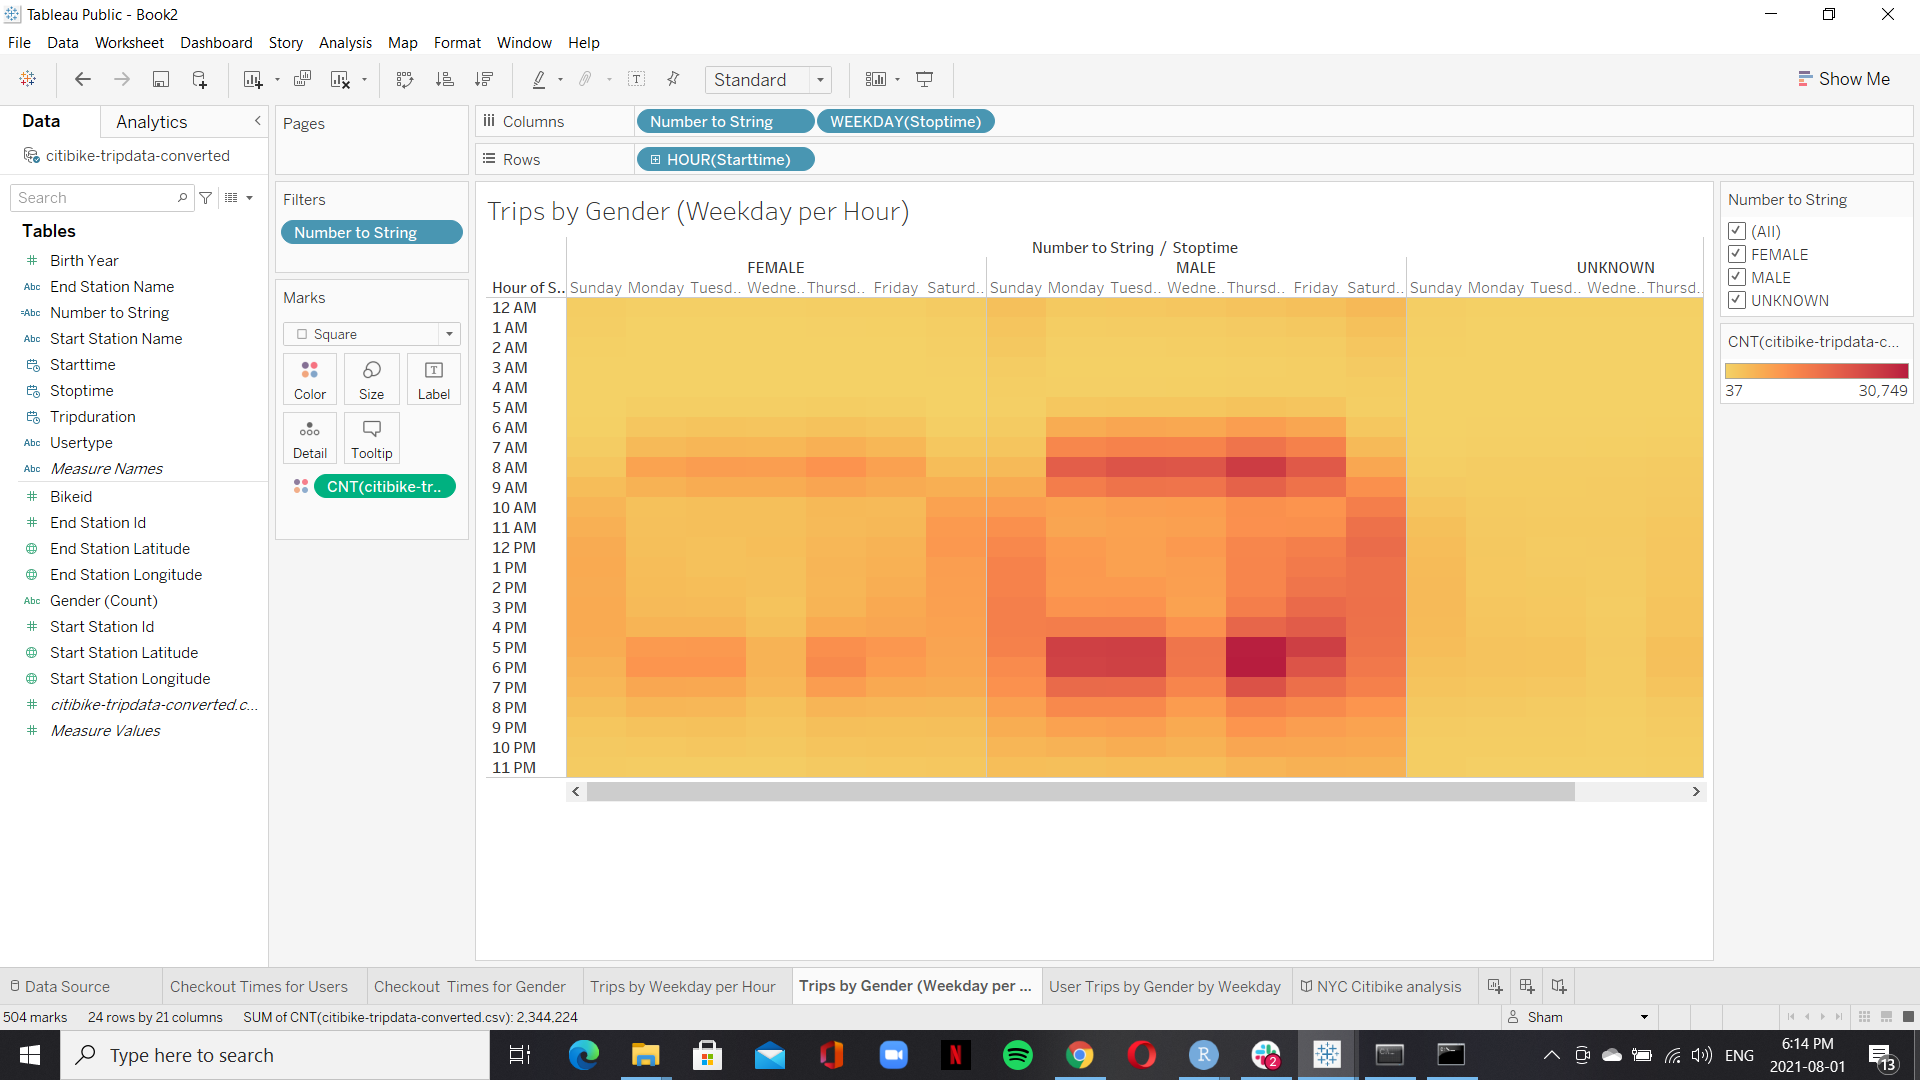 Tableau Public - Book2
File Data Worksheet Dashboard Story Analysis Map Format Window Help
Standard
Show Me
Data Analytics
citibike-tripdata-converted
Search
Tables
Birth Year
Abc End Station Name
=Abc Number to String
Abc Start Station Name
Starttime
Stoptime
Tripduration
Abc Usertype
Abc Measure Names
Bikeid
End Station Id
End Station Latitude
End Station Longitude
Abc Gender (Count)
Start Station Id
Start Station Latitude
Start Station Longitude
citibike-tripdata-converted.c...
Measure Values
Pages
Filters
Number to String
Marks
Square
Color Size Label
Detail Tooltip
CNT(citibike-tr..
Columns Number to String WEEKDAY(Stoptime)
Rows HOUR(Starttime)
Trips by Gender (Weekday per Hour)
Number to String / Stoptime
FEMALE MALE UNKNOWN
Hour of S.. Sunday Monday Tuesd.. Wedne.. Thursd.. Friday Saturd.. Sunday Monday Tuesd.. Wedne.. Thursd.. Friday Saturd.. Sunday Monday Tuesd.. Wedne.. Thursd..
12 AM
1 AM
2 AM
3 AM
4 AM
5 AM
6 AM
7 AM
8 AM
9 AM
10 AM
11 AM
12 PM
1 PM
2 PM
3 PM
4 PM
5 PM
6 PM
7 PM
8 PM
9 PM
10 PM
11 PM
Number to String
(All)
FEMALE
MALE
UNKNOWN
CNT(citibike-tripdata-c...
37 30,749
Data Source Checkout Times for Users Checkout Times for Gender Trips by Weekday per Hour Trips by Gender (Weekday per ... User Trips by Gender by Weekday NYC Citibike analysis
504 marks 24 rows by 21 columns SUM of CNT(citibike-tripdata-converted.csv): 2,344,224 Sham
Type here to search
N
R
2
ENG
6:14 PM
2021-08-01
13